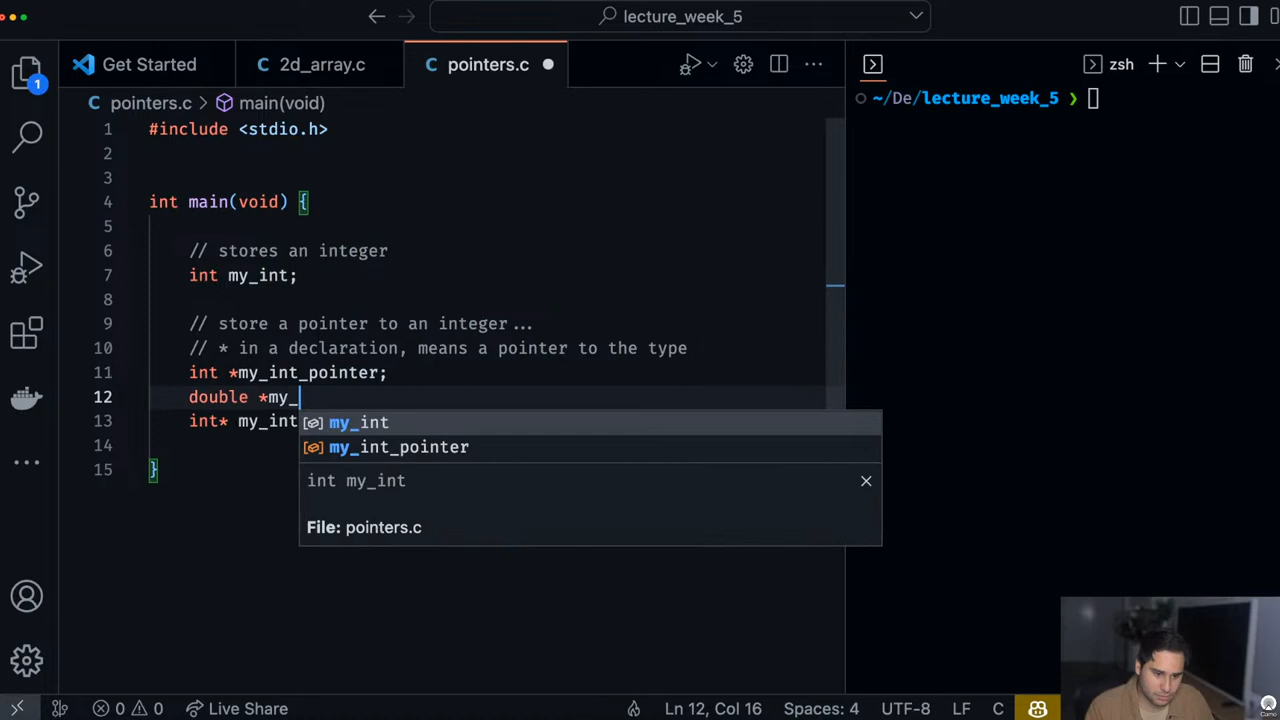 lecture_week_5
Get Started
C 2d_array.c
C pointers.c
zsh
C pointers.c > main(void)
~/De/lecture_week_5 ❯
1 #include <stdio.h>
2
3
4 int main(void) {
5
6 // stores an integer
7 int my_int;
8
9 // store a pointer to an integer...
10 // * in a declaration, means a pointer to the type
11 int *my_int_pointer;
12 double *my_
my_int
my_int_pointer
int my_int
File: pointers.c
13 int* my_int
14
15 }
1
0 0
Live Share
Ln 12, Col 16
Spaces: 4
UTF-8
LF
C
Camo